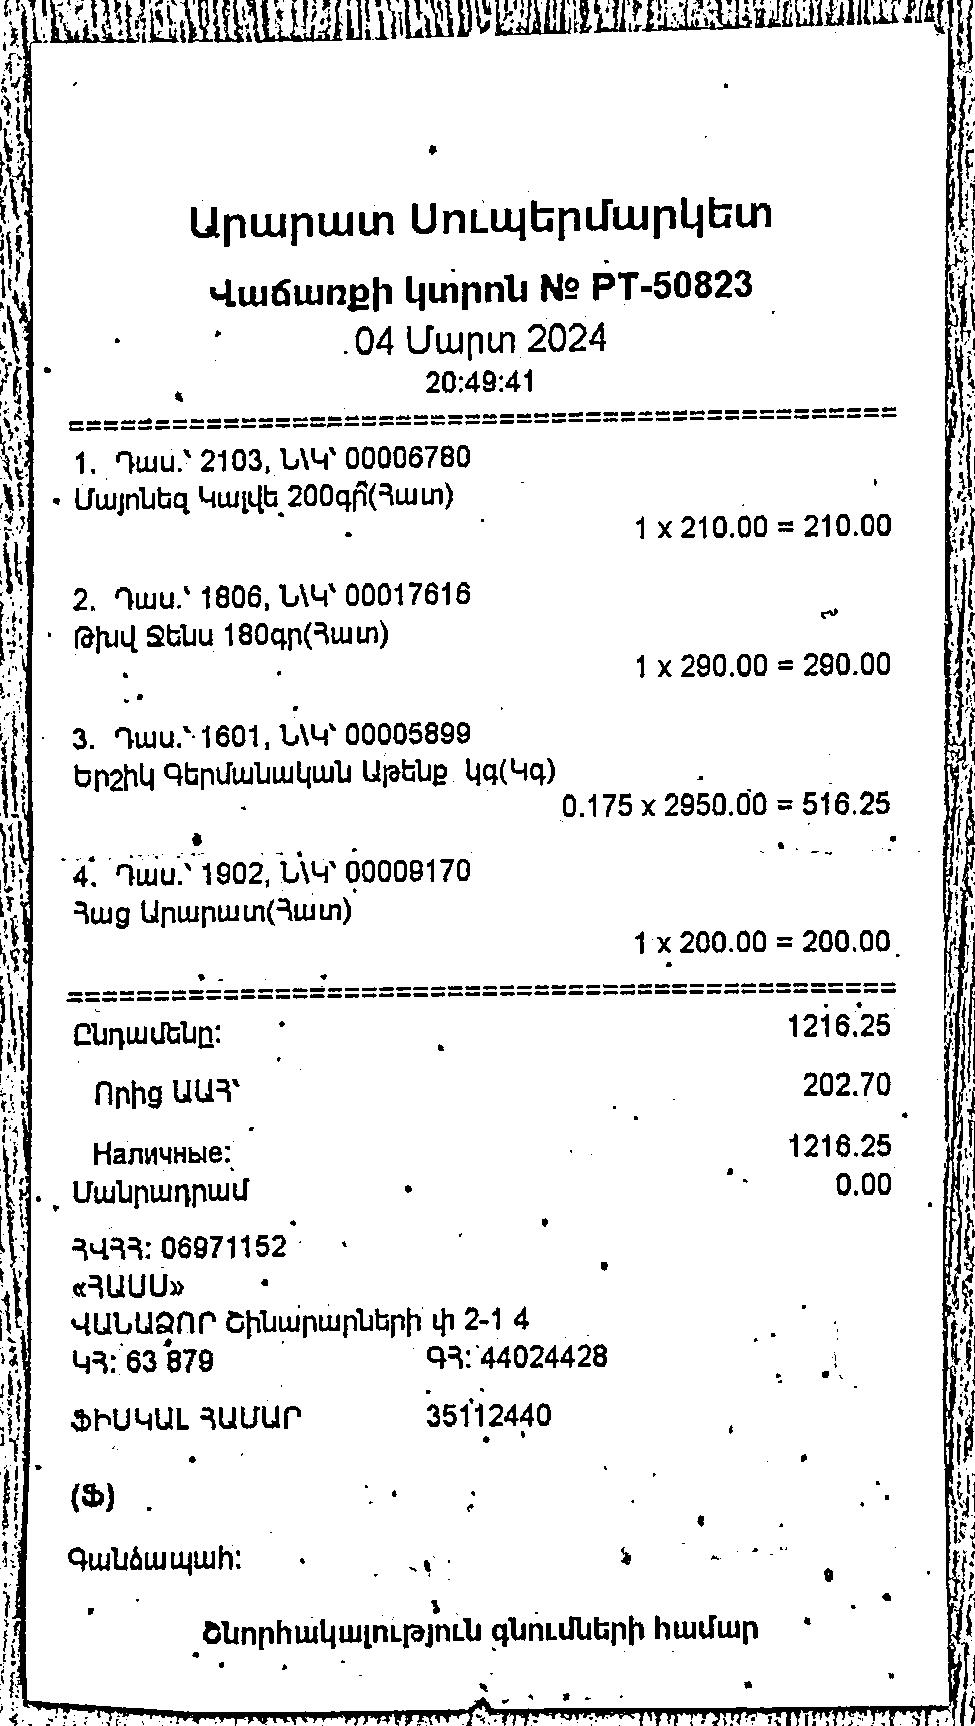 Արարատ Սուպերմարկետ
Վաճառքի կտրոն № PT-50823
04 Մարտ 2024
20:49:41
================================================
1. Դաս.՝ 2103, Ն\Կ՝ 00006780
Մայոնեզ Կալվե 200գր(Հատ)
1 x 210.00 = 210.00
2. Դաս.՝ 1806, Ն\Կ՝ 00017616
Թխվ Ջենս 180գր(Հատ)
1 x 290.00 = 290.00
3. Դաս.՝ 1601, Ն\Կ՝ 00005899
Երշիկ Գերմանական Աթենք կգ(Կգ)
0.175 x 2950.00 = 516.25
4. Դաս.՝ 1902, Ն\Կ՝ 00009170
Հաց Արարատ(Հատ)
1 x 200.00 = 200.00
================================================
Ընդամենը: 1216.25
Որից ԱԱՀ՝ 202.70
Наличные: 1216.25
Մանրադրամ 0.00
ՀՎՀՀ: 06971152
«ՀԱՍՍ»
ՎԱՆԱՁՈՐ Շինարարների փ 2-1 4
ԿՀ: 63 879 ԳՀ: 44024428
ՖԻՍԿԱԼ ՀԱՄԱՐ 35112440
(Ֆ)
Գանձապահ:
Շնորհակալություն գնումների համար